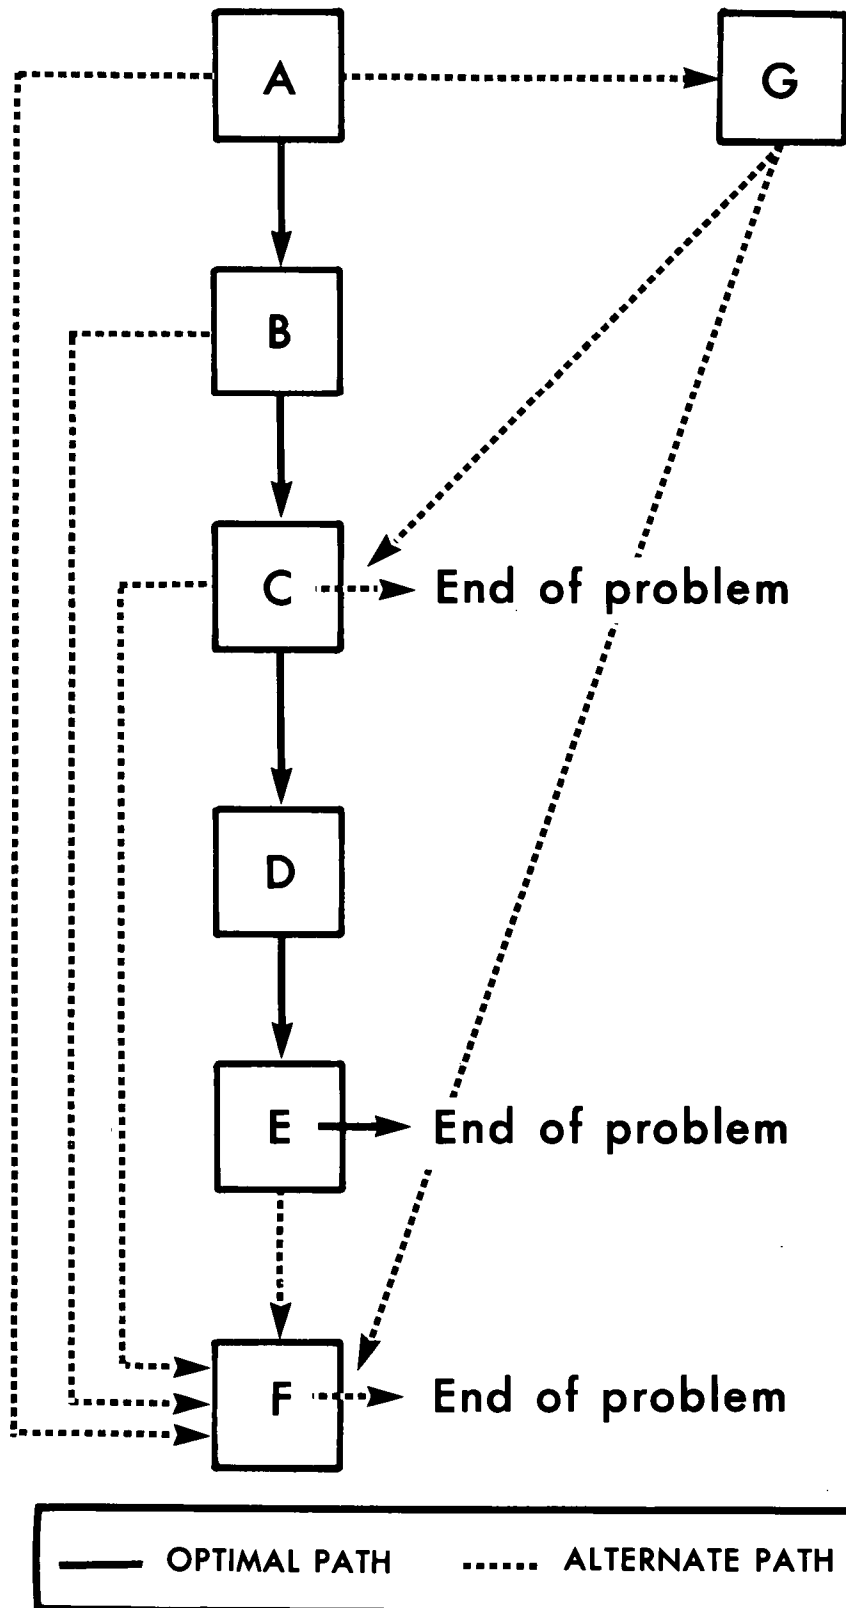 A
G
B
C
End of problem
D
E
End of problem
F
End of problem
OPTIMAL PATH
ALTERNATE PATH